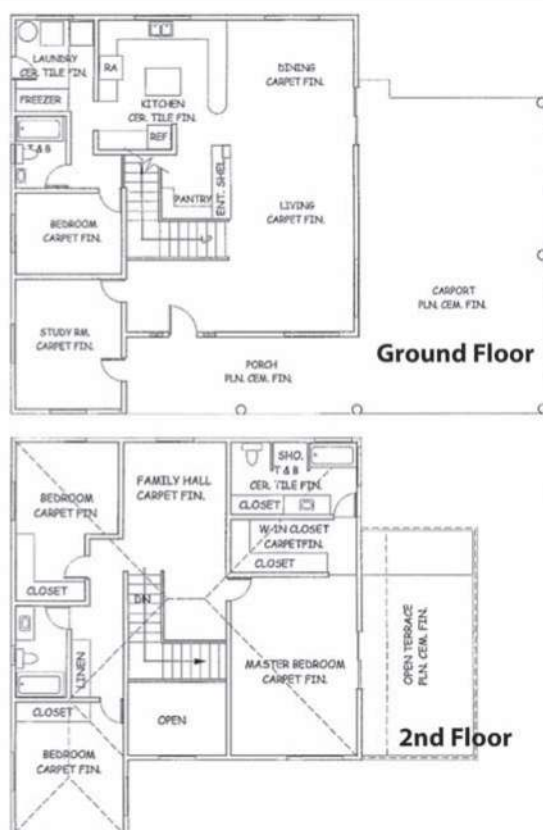 LAUNDRY
CER. TILE FIN.
FREEZER
RA
KITCHEN
CER. TILE FIN.
REF
DINING
CARPET FIN.
T & B
PANTRY
ENT. SHEL
LIVING
CARPET FIN.
BEDROOM
CARPET FIN.
STUDY RM.
CARPET FIN.
CARPORT
PLN. CEM. FIN.
Ground Floor
PORCH
PLN. CEM. FIN.
BEDROOM
CARPET FIN
CLOSET
FAMILY HALL
CARPET FIN.
SHO.
T & B
CER. TILE FIN.
CLOSET
W-IN CLOSET
CARPETFIN.
CLOSET
DN
LINEN
MASTER BEDROOM
CARPET FIN.
OPEN TERRACE
PLN. CEM. FIN.
OPEN
CLOSET
BEDROOM
CARPET FIN.
2nd Floor